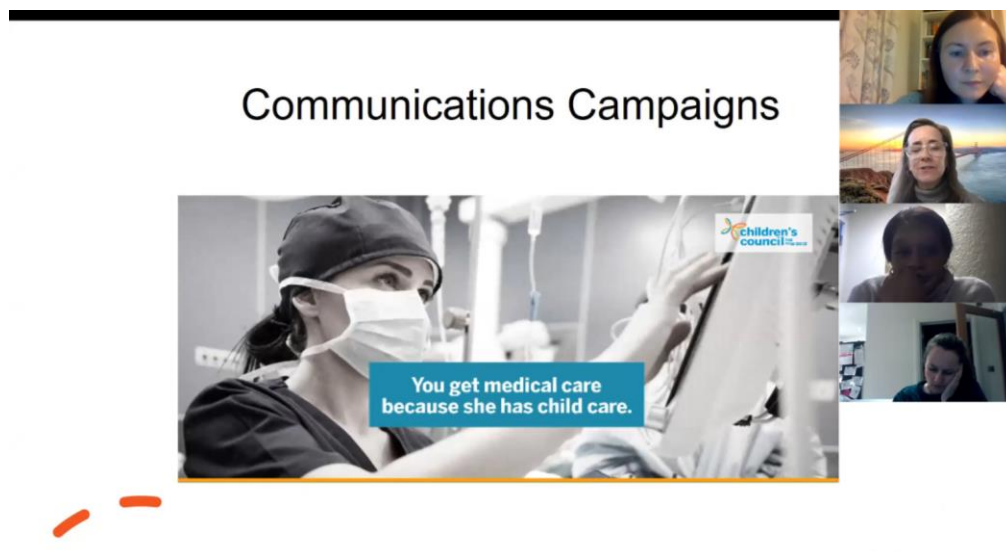 Communications Campaigns
children's
council
You get medical care
because she has child care.